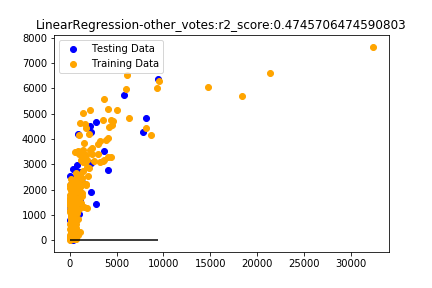 LinearRegression-other_votes:r2_score:0.4745706474590803
8000
7000
6000
5000
4000
3000
2000
1000
0
Testing Data
Training Data
0 5000 10000 15000 20000 25000 30000